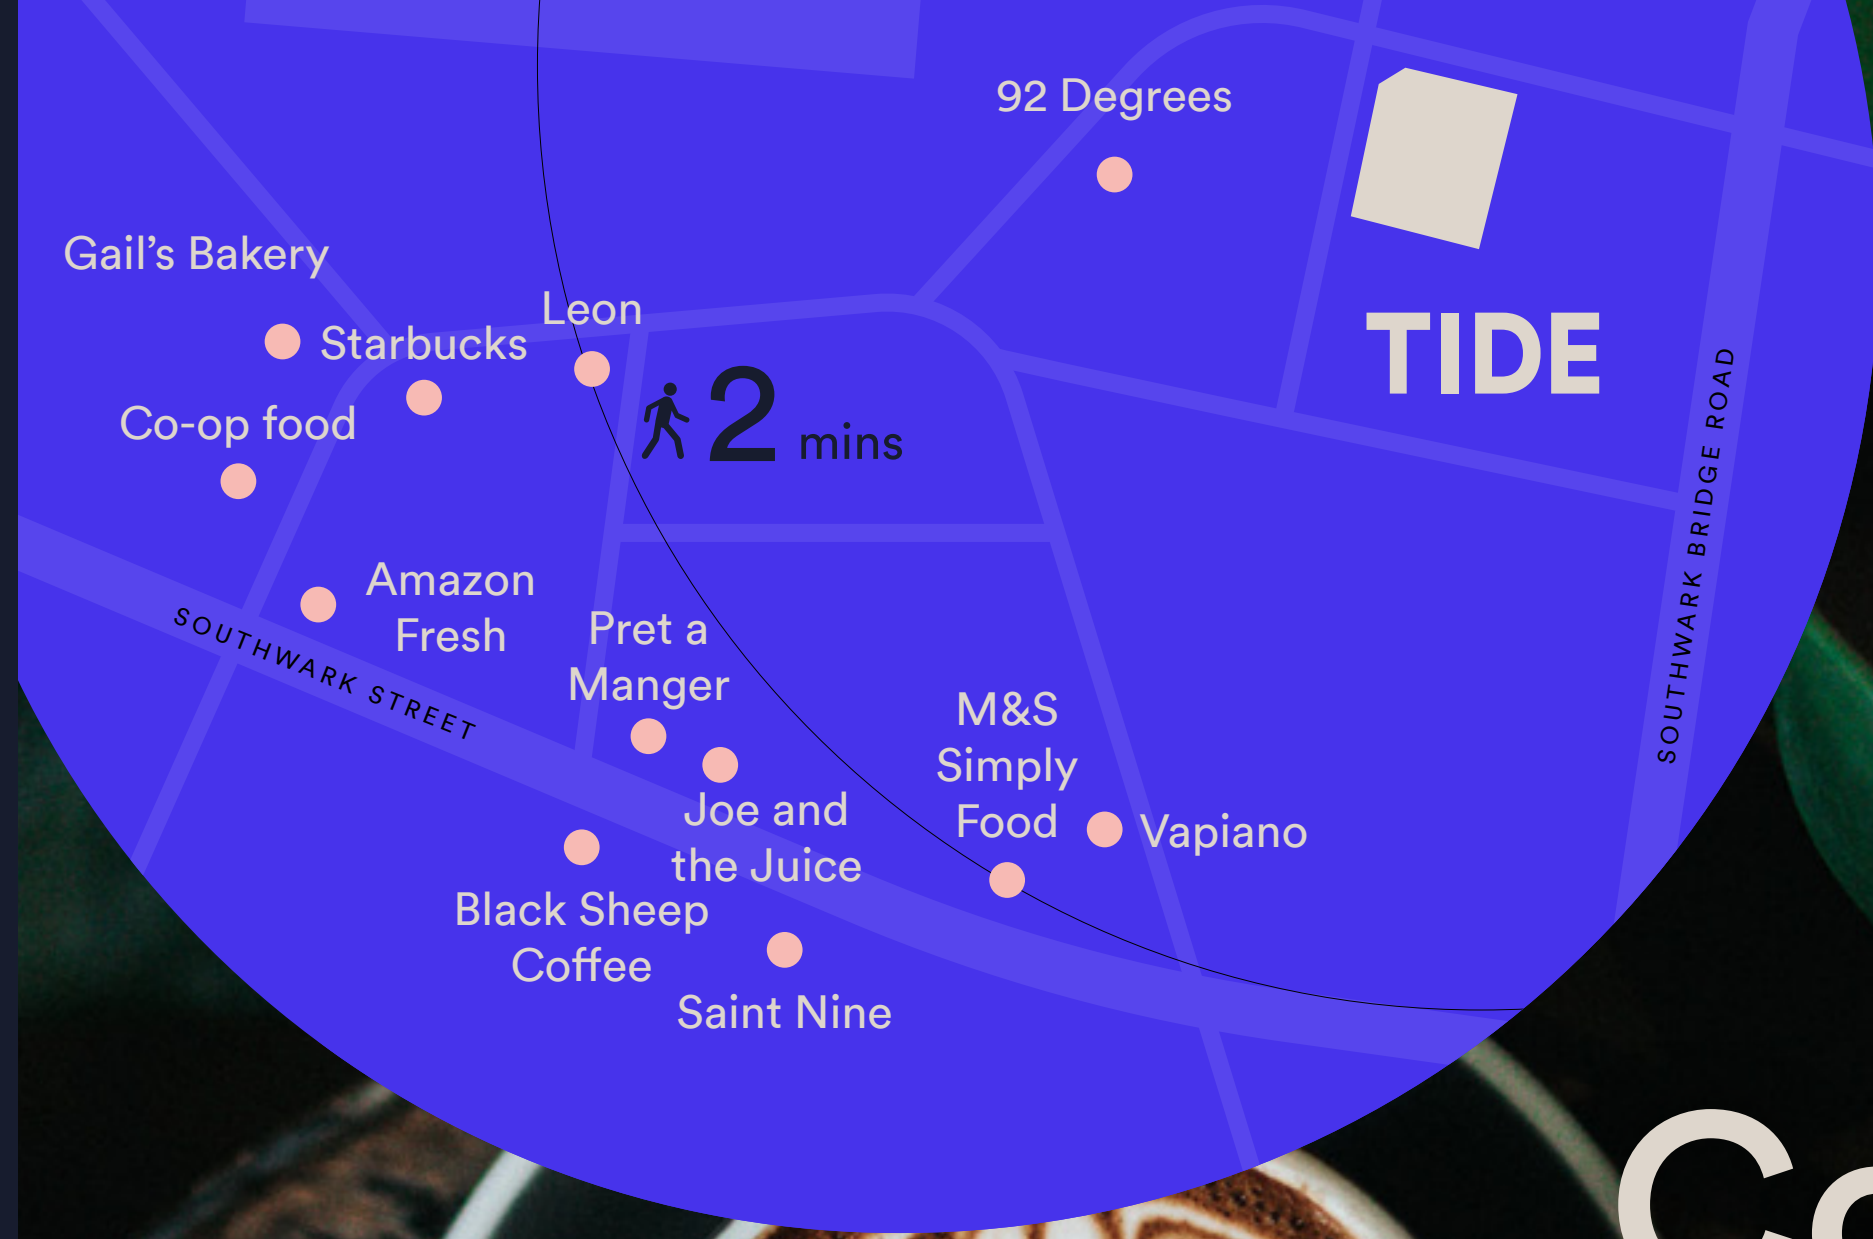 92 Degrees
Gail’s Bakery
Leon
Starbucks
TIDE
Co-op food
2 mins
SOUTHWARK BRIDGE ROAD
Amazon
Fresh
SOUTHWARK STREET
Pret a
Manger
M&S
Simply
Food
Vapiano
Joe and
the Juice
Black Sheep
Coffee
Saint Nine